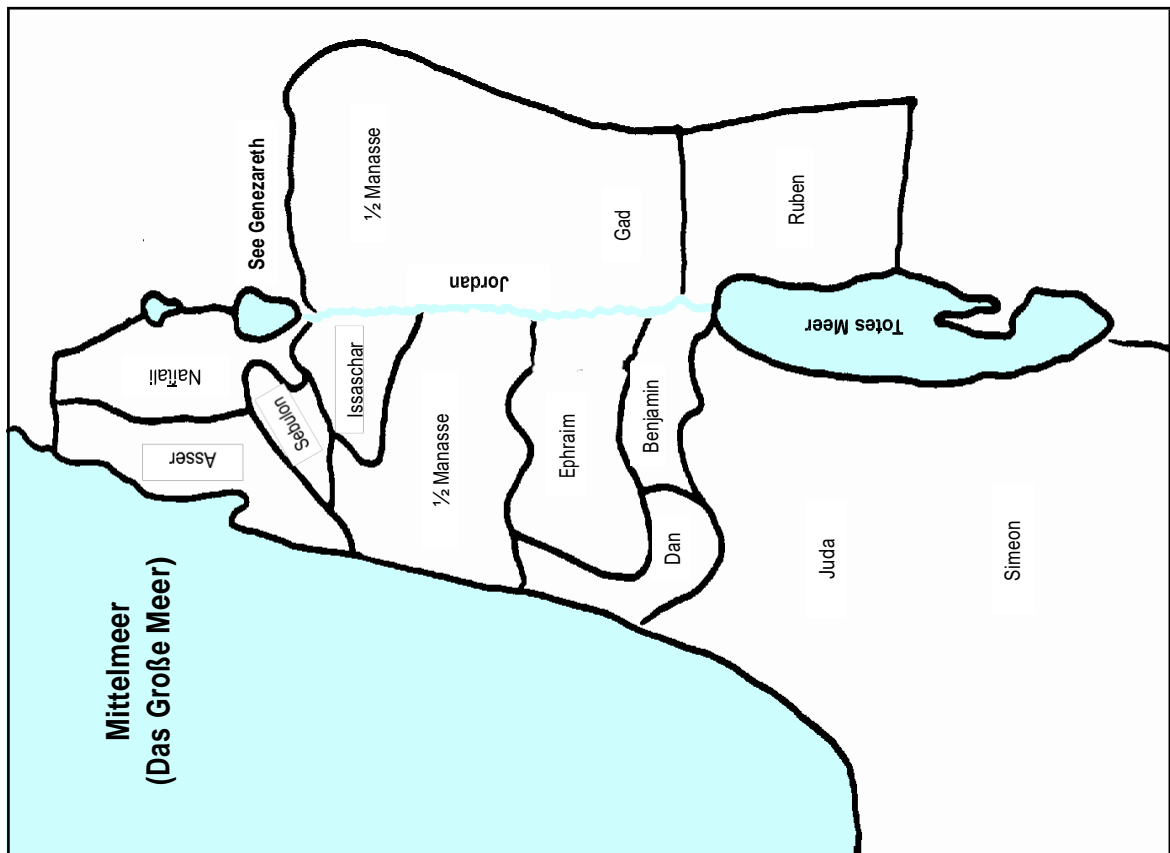 Mittelmeer
(Das Große Meer)
See Genezareth
½ Manasse
Gad
Ruben
Jordan
Totes Meer
Naftali
Asser
Sebulon
Issaschar
½ Manasse
Ephraim
Benjamin
Dan
Juda
Simeon